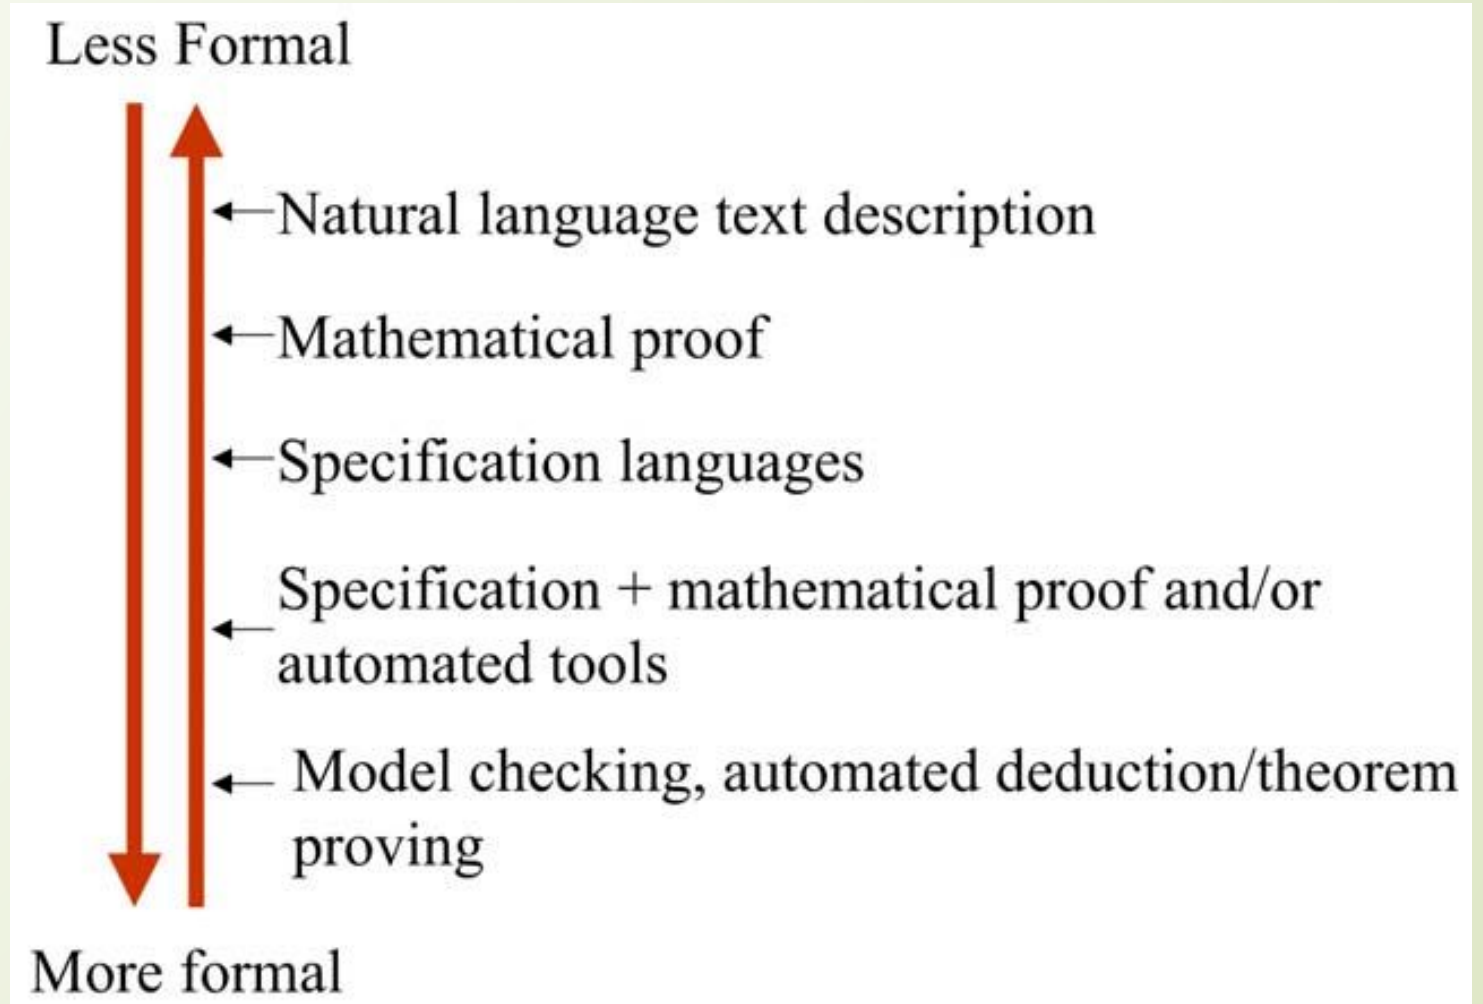 Less Formal
Natural language text description
Mathematical proof
Specification languages
Specification + mathematical proof and/or
automated tools
Model checking, automated deduction/theorem
proving
More formal